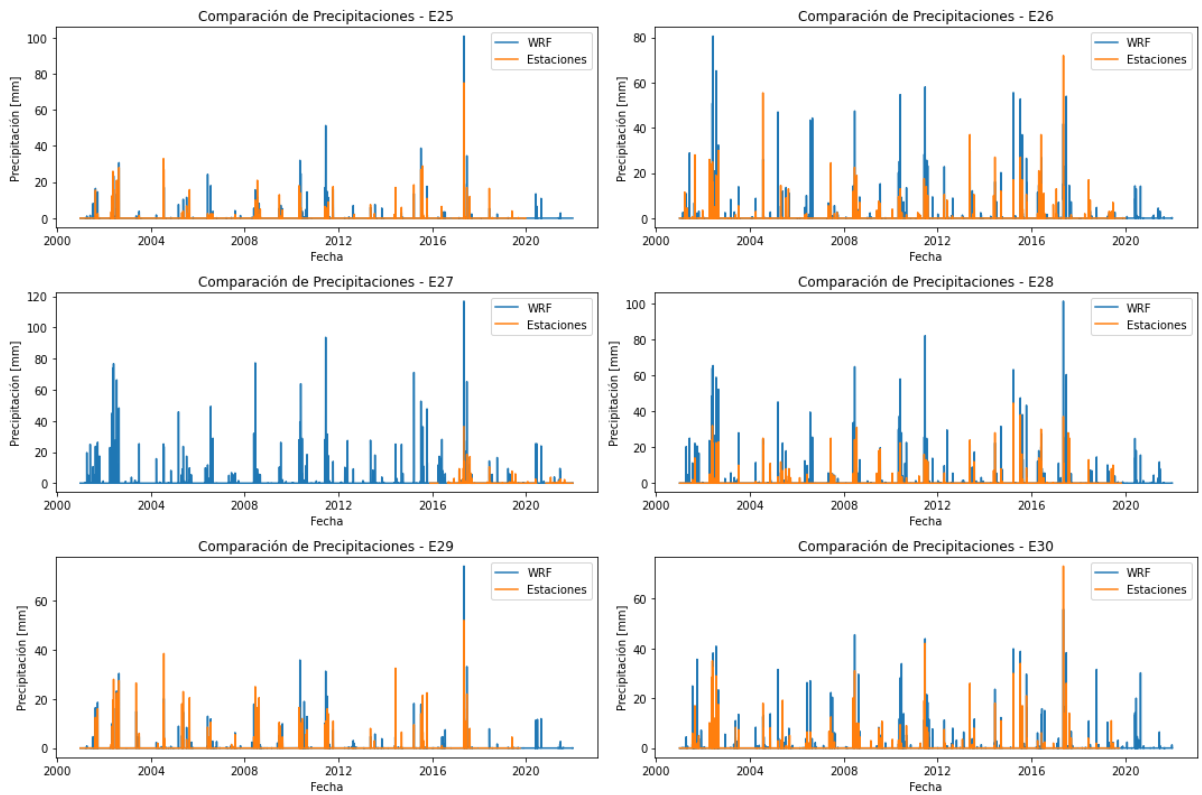 Comparación de Precipitaciones - E25
Precipitación [mm]
100
80
60
40
20
0
WRF
Estaciones
2000 2004 2008 2012 2016 2020
Fecha
Comparación de Precipitaciones - E26
Precipitación [mm]
80
60
40
20
0
WRF
Estaciones
2000 2004 2008 2012 2016 2020
Fecha
Comparación de Precipitaciones - E27
Precipitación [mm]
120
100
80
60
40
20
0
WRF
Estaciones
2000 2004 2008 2012 2016 2020
Fecha
Comparación de Precipitaciones - E28
Precipitación [mm]
100
80
60
40
20
0
WRF
Estaciones
2000 2004 2008 2012 2016 2020
Fecha
Comparación de Precipitaciones - E29
Precipitación [mm]
60
40
20
0
WRF
Estaciones
2000 2004 2008 2012 2016 2020
Fecha
Comparación de Precipitaciones - E30
Precipitación [mm]
60
40
20
0
WRF
Estaciones
2000 2004 2008 2012 2016 2020
Fecha